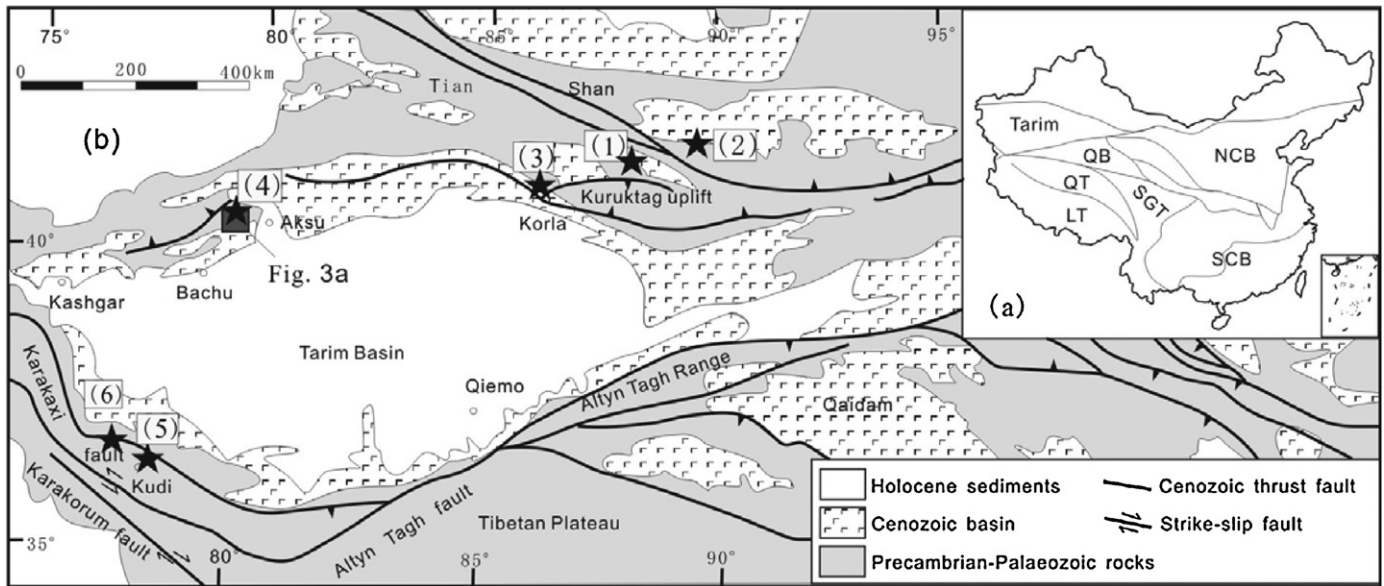 75°
80°
85°
90°
95°
0 200 400km
Tian
Shan
(b)
(1)
(2)
(3)
(4)
Kuruktag uplift
Aksu
Korla
40°
Fig. 3a
Kashgar
Bachu
Tarim Basin
Qiemo
Altyn Tagh Range
Qaidam
Karakaxi
fault
(6)
(5)
Kudi
Karakorum fault
Altyn Tagh fault
Tibetan Plateau
35°
80°
85°
90°
Tarim
QB
NCB
QT
SGT
LT
SCB
(a)
Holocene sediments
Cenozoic basin
Precambrian-Palaeozoic rocks
Cenozoic thrust fault
Strike-slip fault